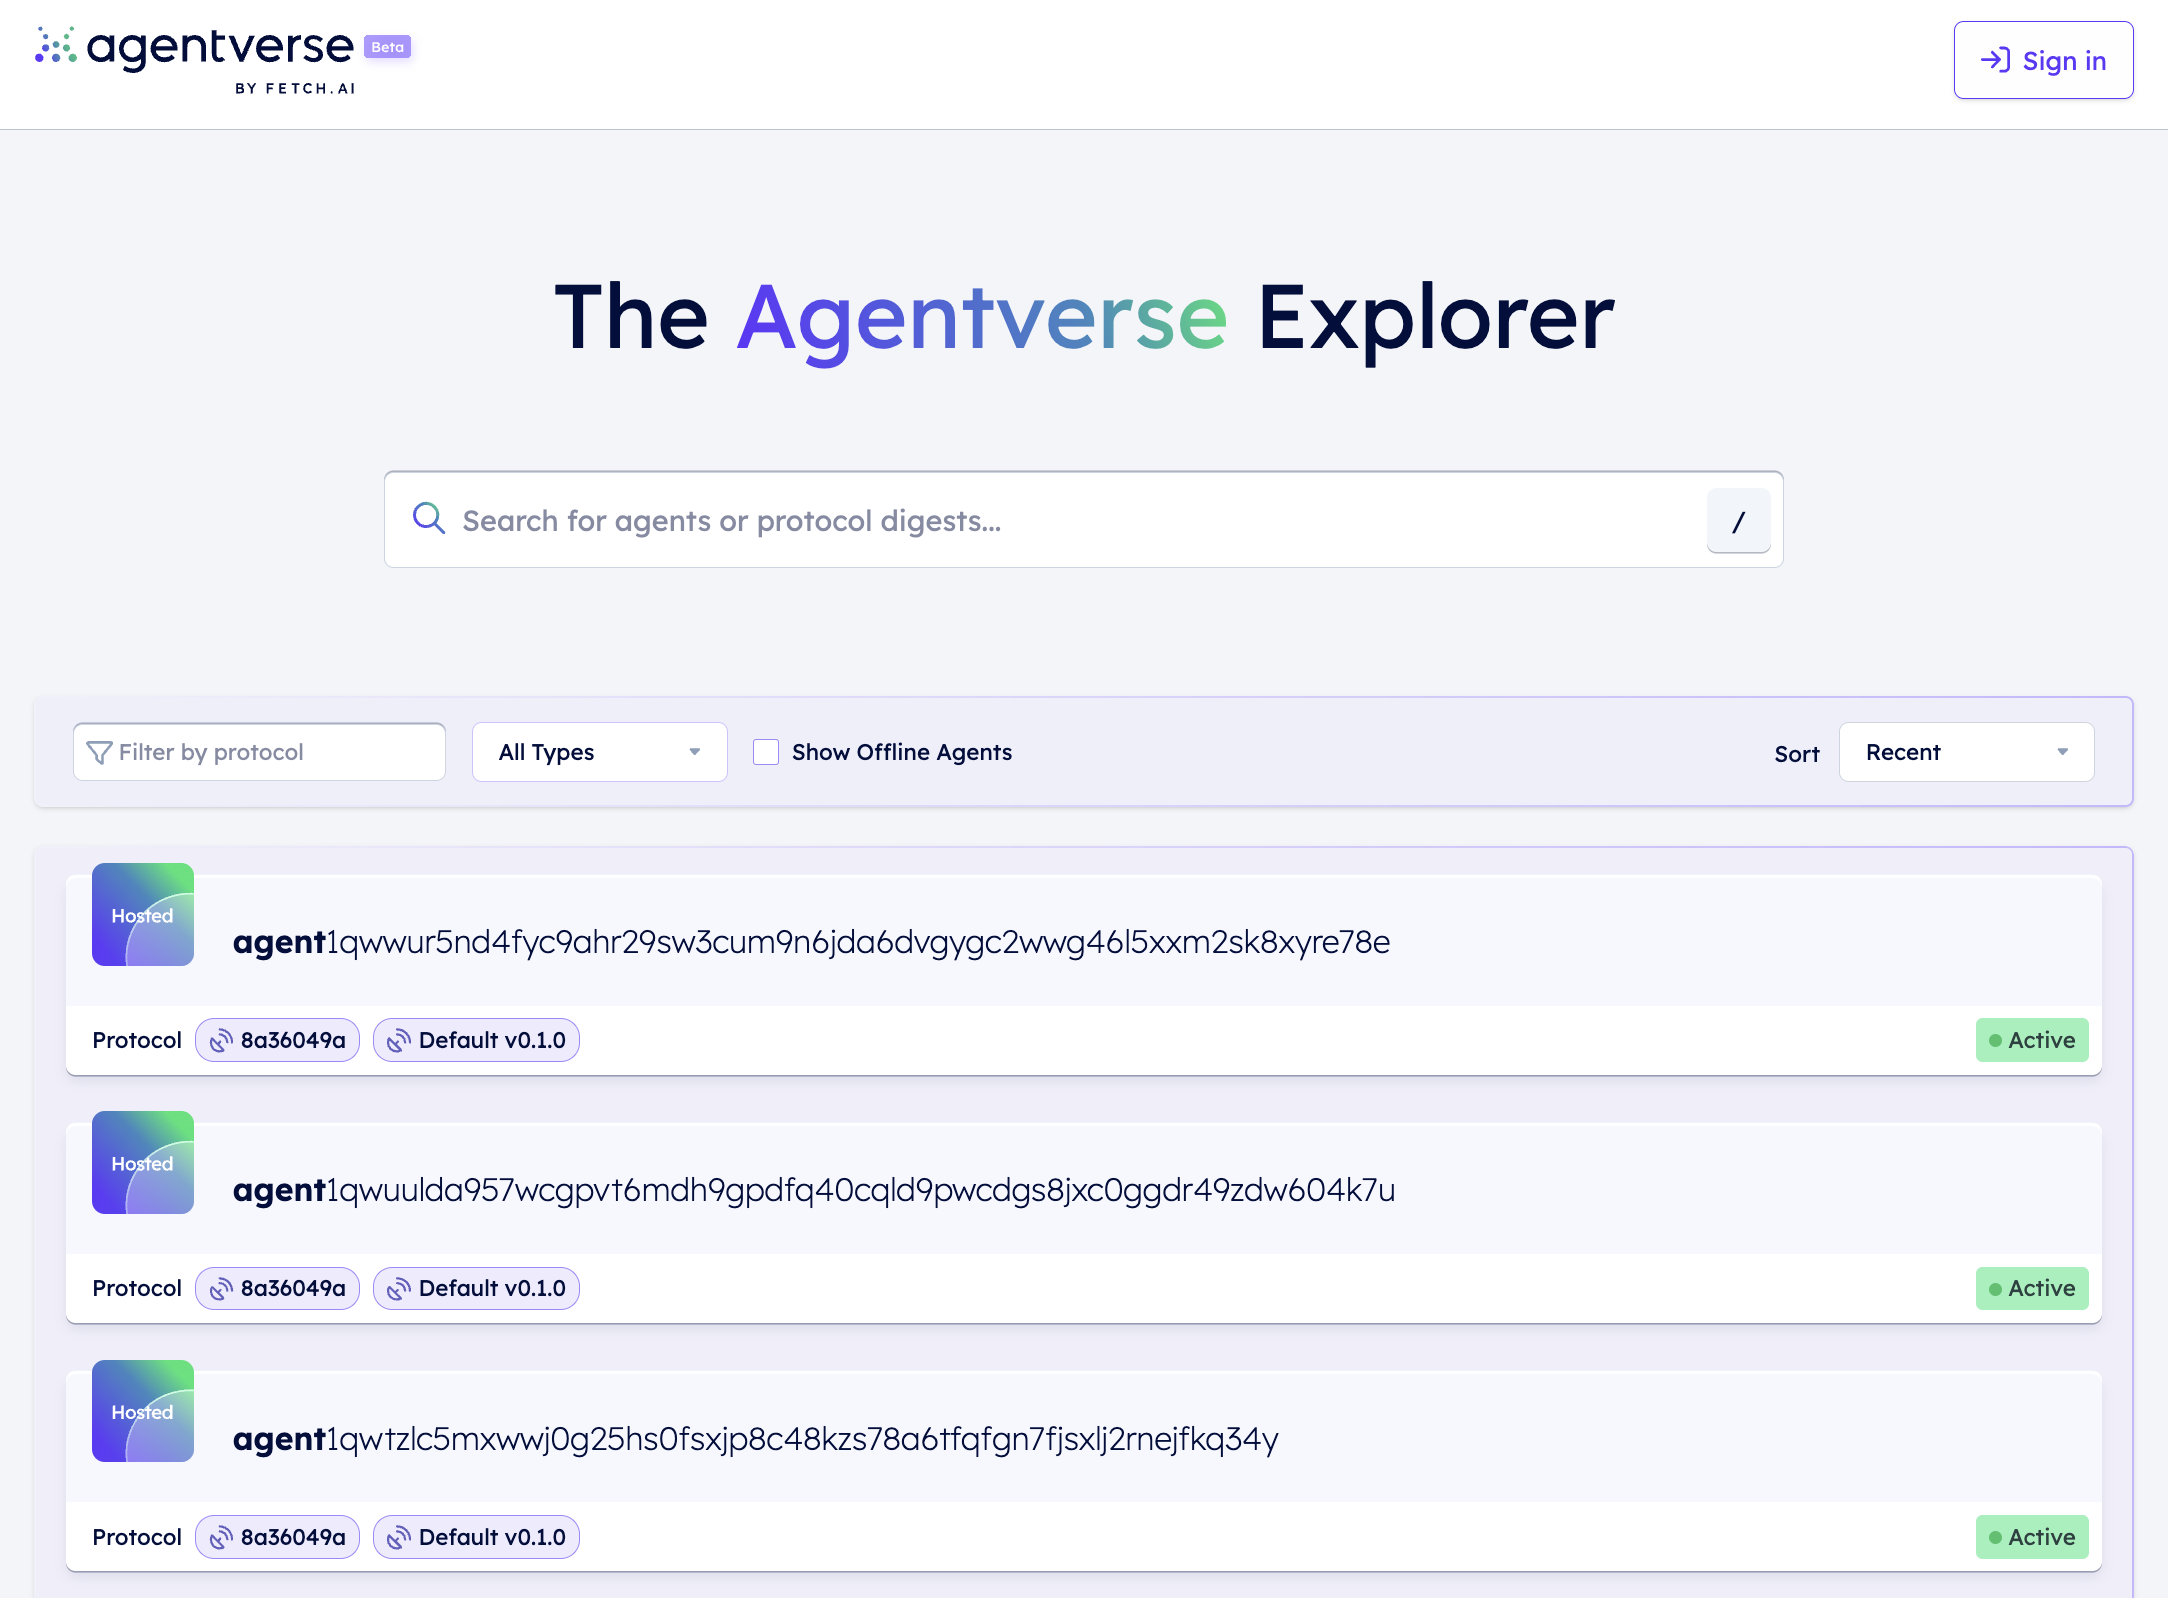 agentverse Beta
BY FETCH.AI
Sign in
The Agentverse Explorer
Search for agents or protocol digests...
/
Filter by protocol
All Types
Show Offline Agents
Sort
Recent
Hosted
agent1qwwur5nd4fyc9ahr29sw3cum9n6jda6dvgygc2wwg46l5xxm2sk8xyre78e
Protocol 8a36049a Default v0.1.0 Active
Hosted
agent1qwuulda957wcgpvt6mdh9gpdfq40cqld9pwcdgs8jxc0ggdr49zdw604k7u
Protocol 8a36049a Default v0.1.0 Active
Hosted
agent1qwtzlc5mxwwj0g25hs0fsxjp8c48kzs78a6tfqfgn7fjsxlj2rnejfkq34y
Protocol 8a36049a Default v0.1.0 Active